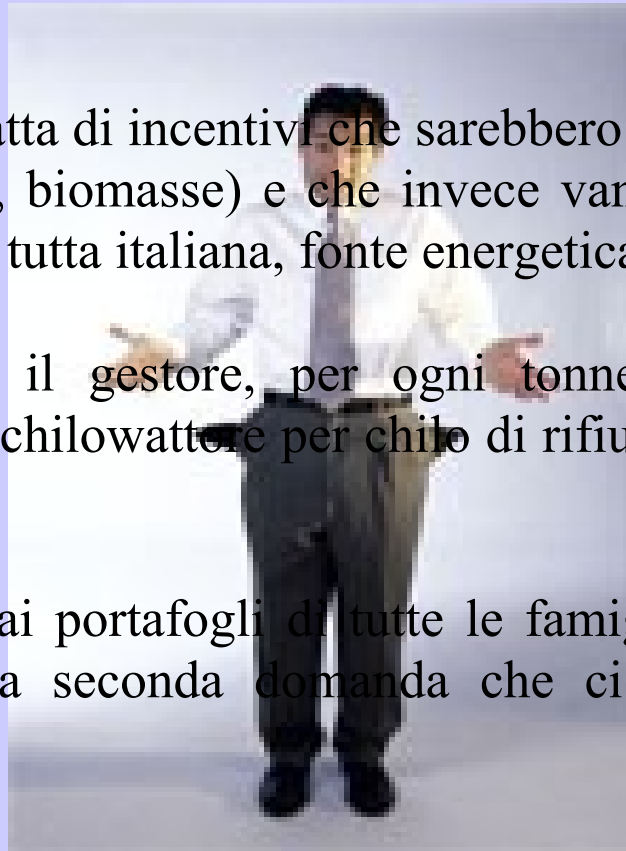 atta di incentivi che sarebbero
, biomasse) e che invece van
tutta italiana, fonte energetica
il gestore, per ogni tonne
chilowattore per chilo di rifiu
ai portafogli di tutte le famig
a seconda domanda che ci